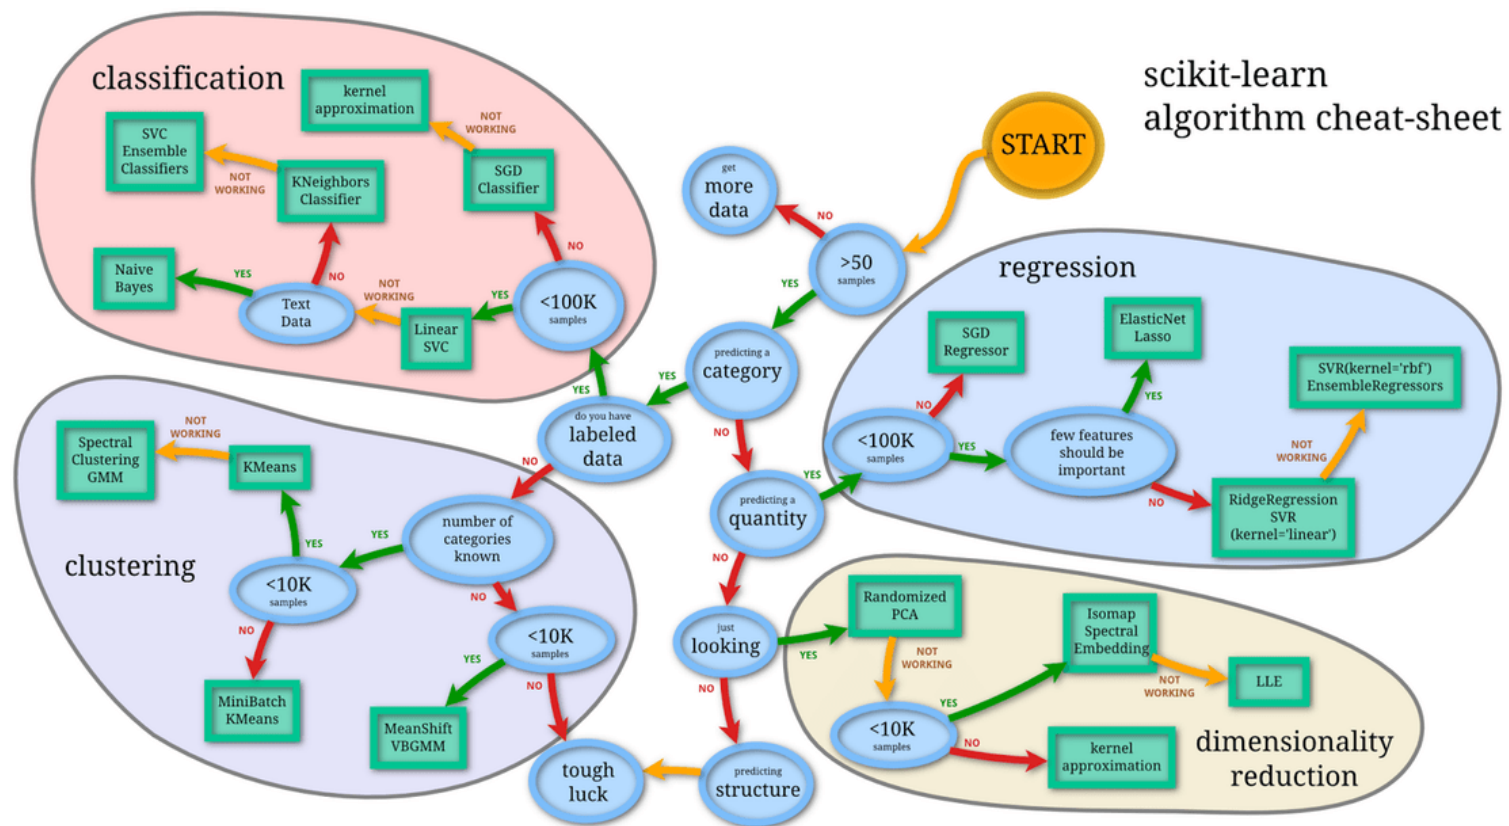 scikit-learn
algorithm cheat-sheet
START
classification
kernel
approximation
NOT
WORKING
SVC
Ensemble
Classifiers
NOT
WORKING
KNeighbors
Classifier
SGD
Classifier
NO
NO
Naive
Bayes
YES
Text
Data
NOT
WORKING
Linear
SVC
YES
<100K
samples
get
more
data
NO
>50
samples
YES
predicting a
category
YES
NO
YES
do you have
labeled
data
NO
predicting a
quantity
YES
NO
just
looking
YES
NO
predicting
structure
tough
luck
regression
SGD
Regressor
NO
<100K
samples
YES
ElasticNet
Lasso
YES
few features
should be
important
NO
SVR(kernel='rbf')
EnsembleRegressors
NOT
WORKING
RidgeRegression
SVR
(kernel='linear')
clustering
Spectral
Clustering
GMM
NOT
WORKING
KMeans
YES
<10K
samples
YES
number of
categories
known
NO
NO
MiniBatch
KMeans
<10K
samples
YES
NO
MeanShift
VBGMM
dimensionality
reduction
Randomized
PCA
NOT
WORKING
<10K
samples
YES
Isomap
Spectral
Embedding
NOT
WORKING
LLE
NO
kernel
approximation